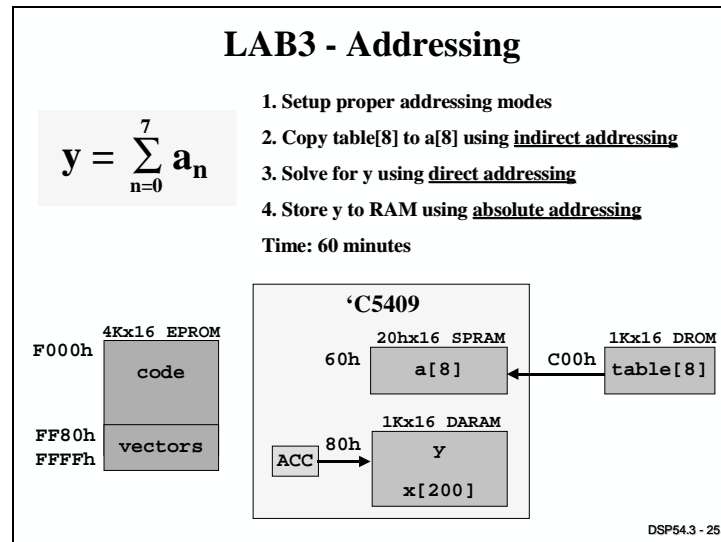 LAB3 - Addressing
1. Setup proper addressing modes
2. Copy table[8] to a[8] using indirect addressing
3. Solve for y using direct addressing
4. Store y to RAM using absolute addressing
Time: 60 minutes
7
y = ∑ an
n=0
‘C5409
4Kx16 EPROM
F000h
code
FF80h
vectors
FFFFh
20hx16 SPRAM
60h
a[8]
C00h
1Kx16 DROM
table[8]
1Kx16 DARAM
ACC
80h
y
x[200]
DSP54.3 - 25